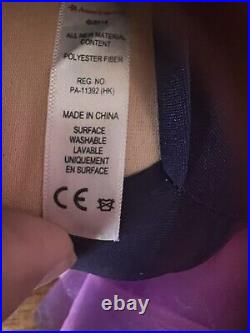 ALL NEW MATERIAL
CONTENT
POLYESTER FIBER
REG. NO
PA-11392 (HK)
MADE IN CHINA
SURFACE
WASHABLE
LAVABLE
UNIQUEMENT
EN SURFACE
CE